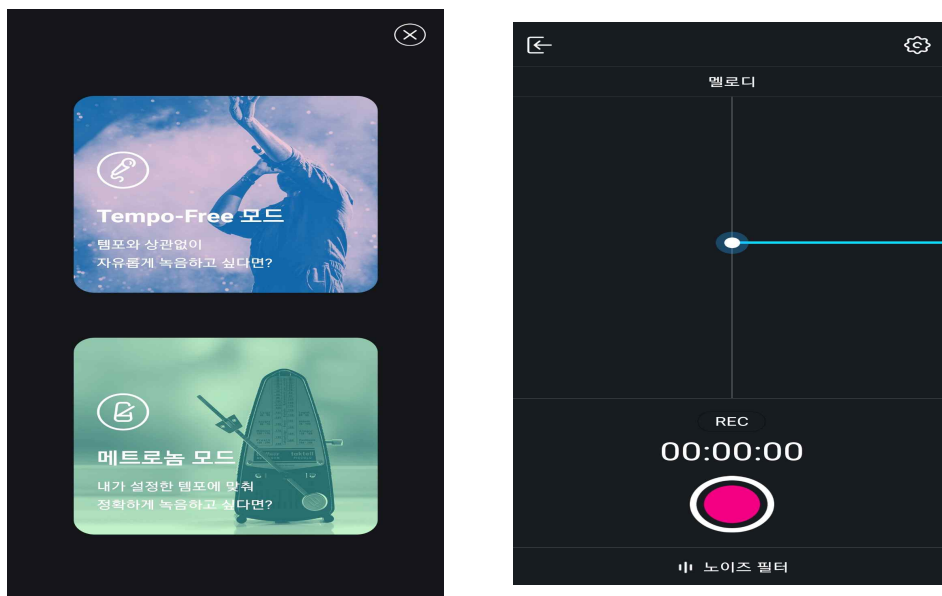 Tempo-Free 모드
템포와 상관없이
자유롭게 녹음하고 싶다면?
메트로놈 모드
내가 설정한 템포에 맞춰
정확하게 녹음하고 싶다면?
멜로디
REC
00:00:00
노이즈 필터